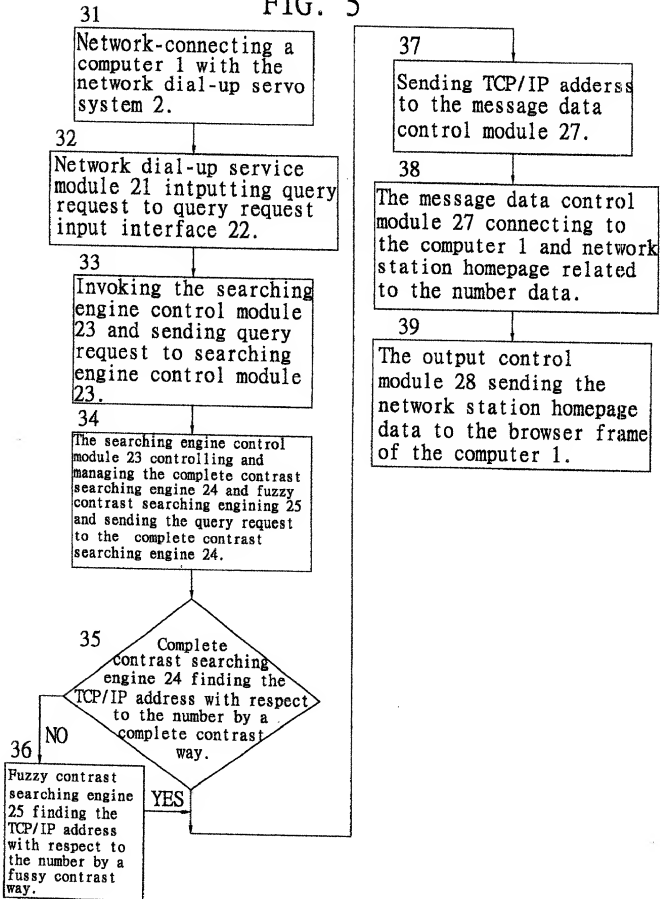 FIG. 5
31
Network-connecting a
computer 1 with the
network dial-up servo
system 2.
32
Network dial-up service
module 21 intputting query
request to query request
input interface 22.
33
Invoking the searching
engine control module
23 and sending query
request to searching
engine control module
23.
34
The searching engine control
module 23 controlling and
managing the complete contrast
searching engine 24 and fuzzy
contrast searching engining 25
and sending the query request
to the complete contrast
searching engine 24.
35
Complete
contrast searching
engine 24 finding the
TCP/IP address with respect
to the number by a
complete contrast
way.
NO
36
Fuzzy contrast
searching engine
25 finding the
TCP/IP address
with respect to
the number by a
fussy contrast
way.
YES
37
Sending TCP/IP adderss
to the message data
control module 27.
38
The message data control
module 27 connecting to
the computer 1 and network
station homepage related
to the number data.
39
The output control
module 28 sending the
network station homepage
data to the browser frame
of the computer 1.